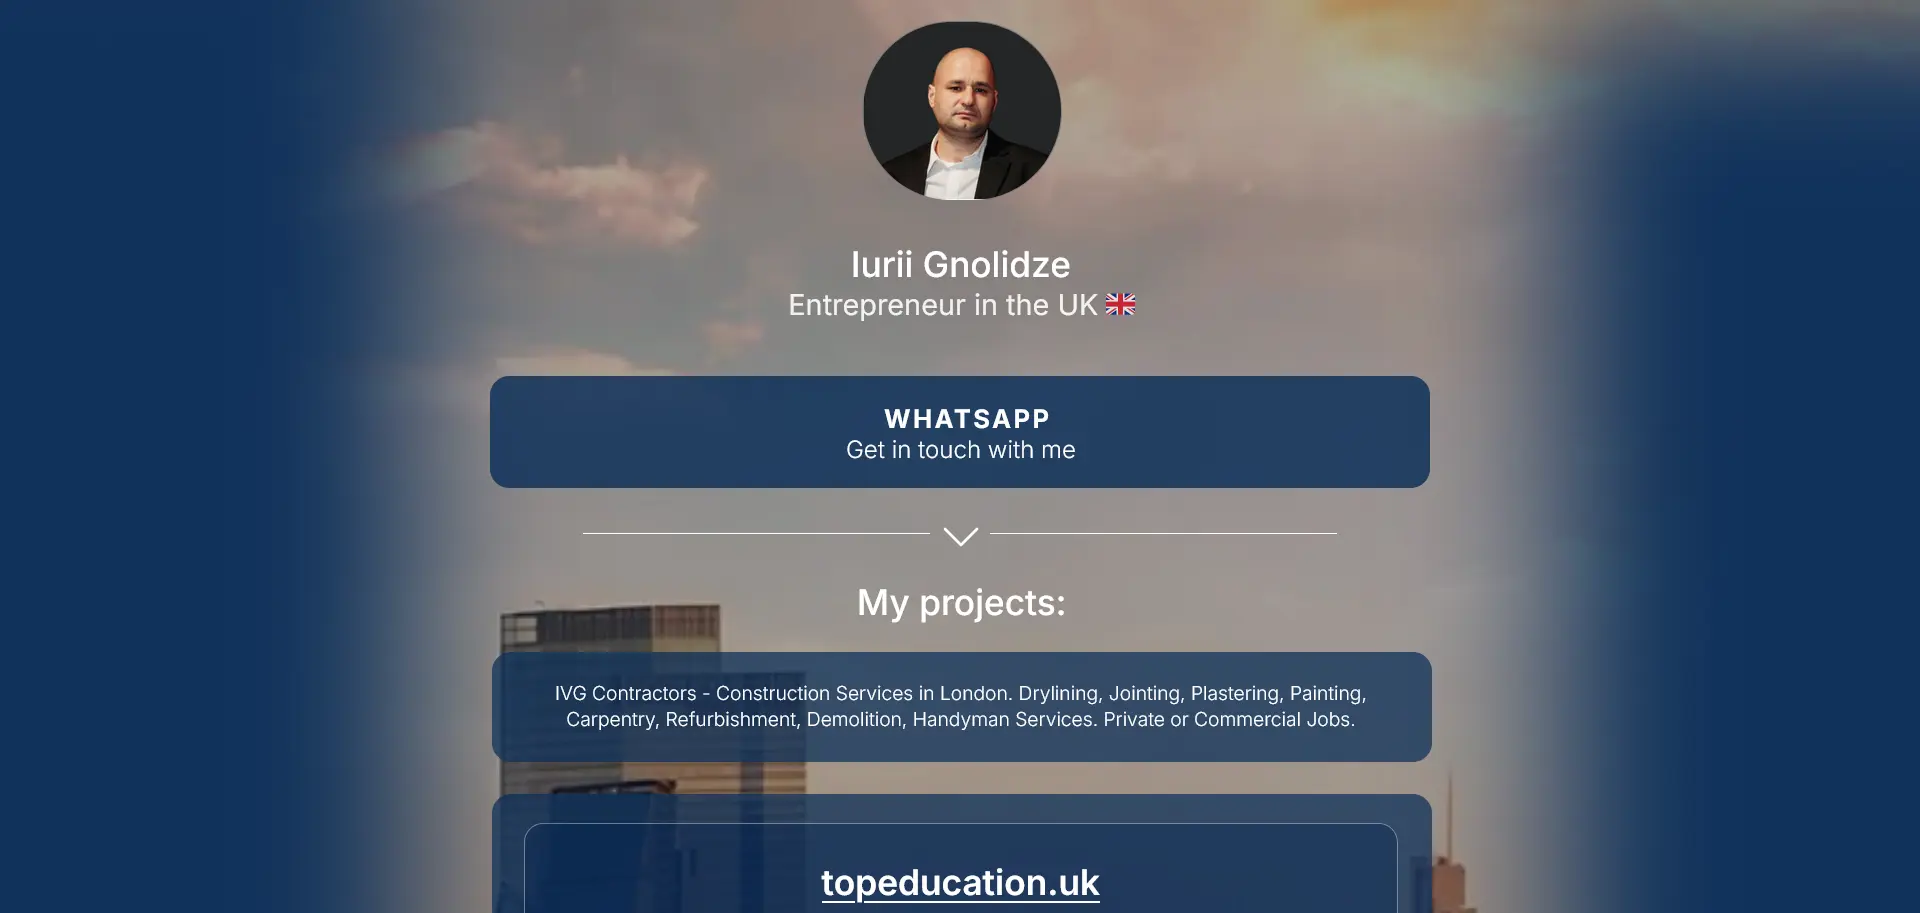 Iurii Gnolidze
Entrepreneur in the UK 🇬🇧
WHATSAPP
Get in touch with me
My projects:
IVG Contractors - Construction Services in London. Drylining, Jointing, Plastering, Painting,
Carpentry, Refurbishment, Demolition, Handyman Services. Private or Commercial Jobs.
topeducation.uk